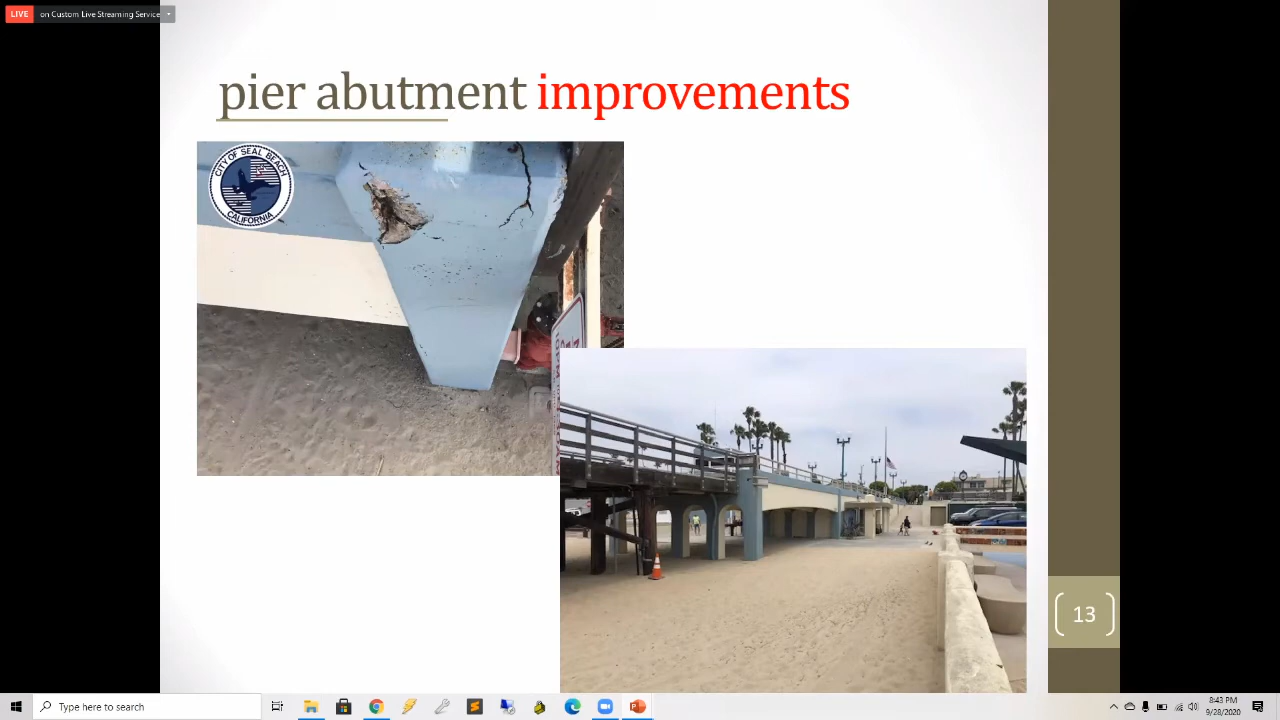 LIVE on Custom Live Streaming Service
pier abutment improvements
CITY OF SEAL BEACH
CALIFORNIA
13
Type here to search
8:43 PM
9/28/2020